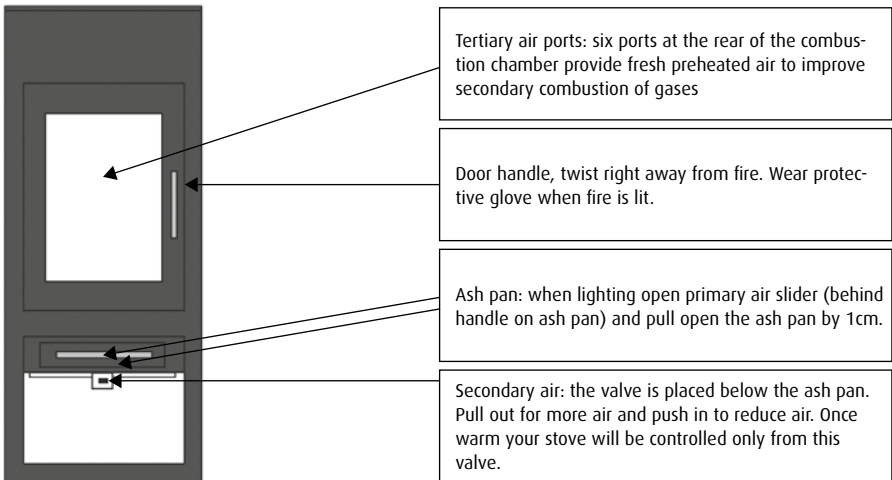 Tertiary air ports: six ports at the rear of the combus-
tion chamber provide fresh preheated air to improve
secondary combustion of gases
Door handle, twist right away from fire. Wear protec-
tive glove when fire is lit.
Ash pan: when lighting open primary air slider (behind
handle on ash pan) and pull open the ash pan by 1cm.
Secondary air: the valve is placed below the ash pan.
Pull out for more air and push in to reduce air. Once
warm your stove will be controlled only from this
valve.